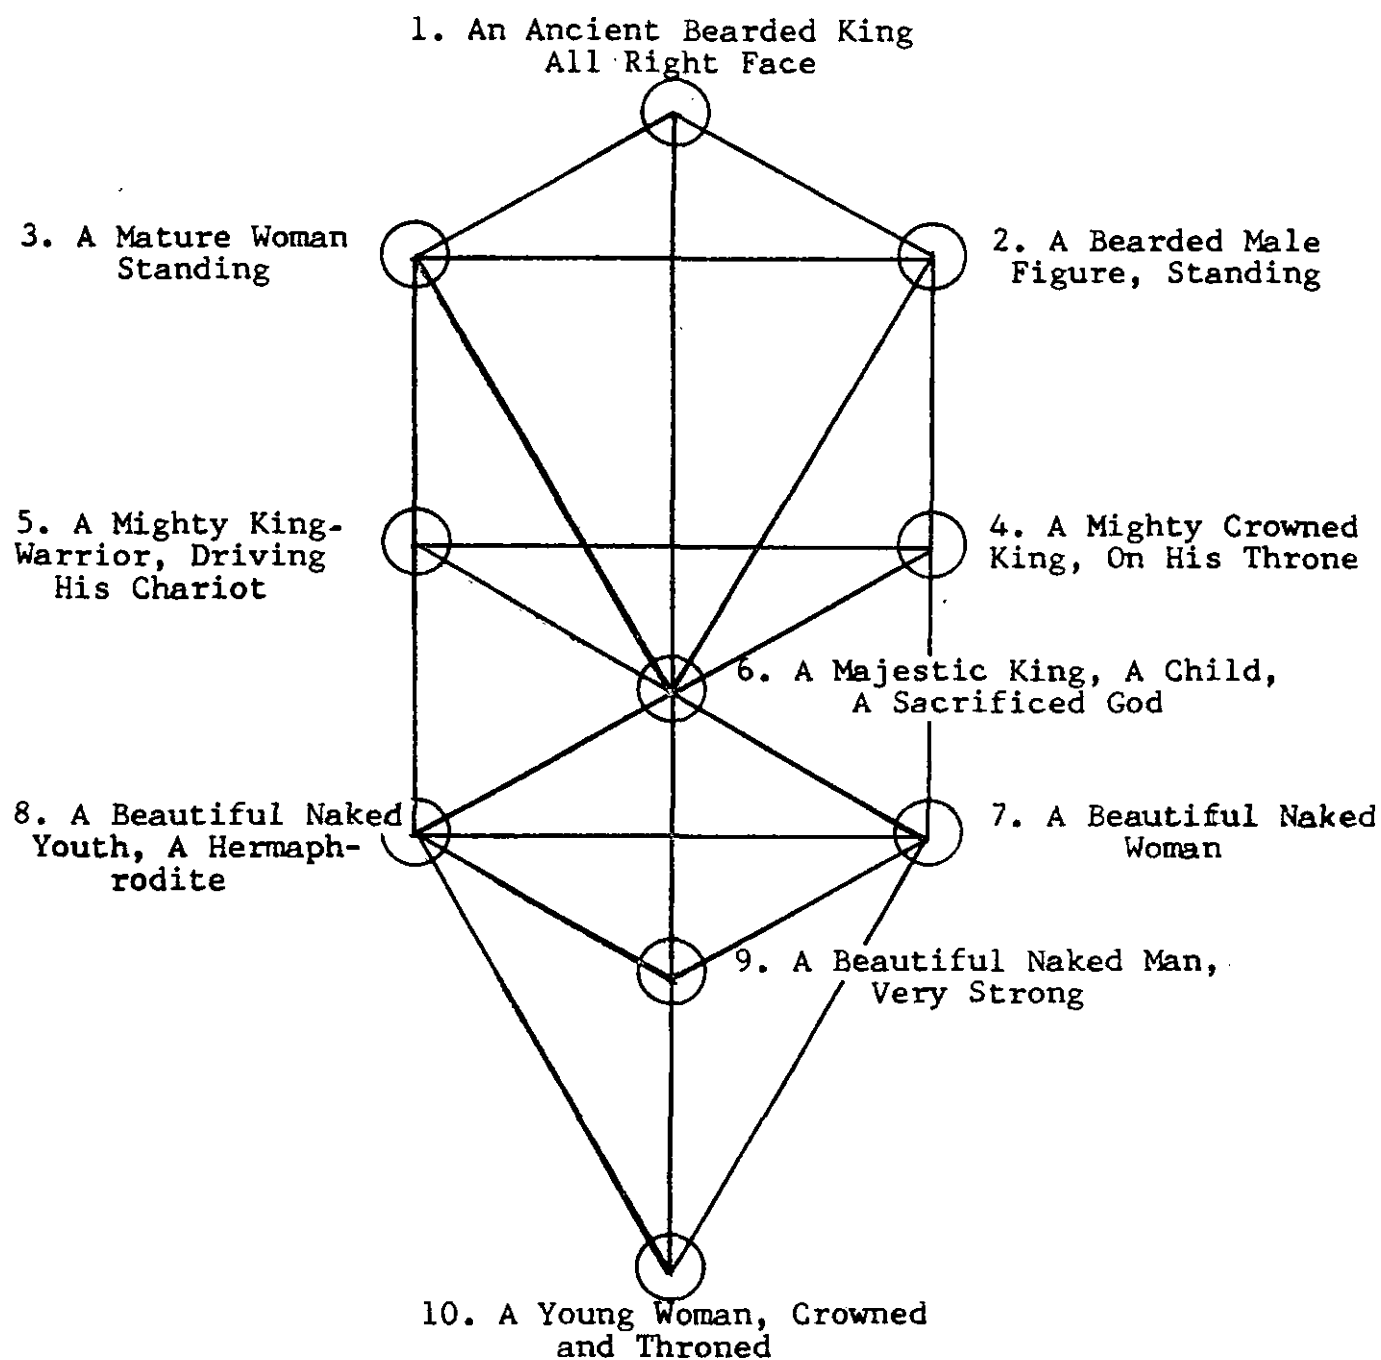 1. An Ancient Bearded King
All Right Face
3. A Mature Woman
Standing
2. A Bearded Male
Figure, Standing
5. A Mighty King-
Warrior, Driving
His Chariot
4. A Mighty Crowned
King, On His Throne
6. A Majestic King, A Child,
A Sacrificed God
8. A Beautiful Naked
Youth, A Hermaph-
rodite
7. A Beautiful Naked
Woman
9. A Beautiful Naked Man,
Very Strong
10. A Young Woman, Crowned
and Throned